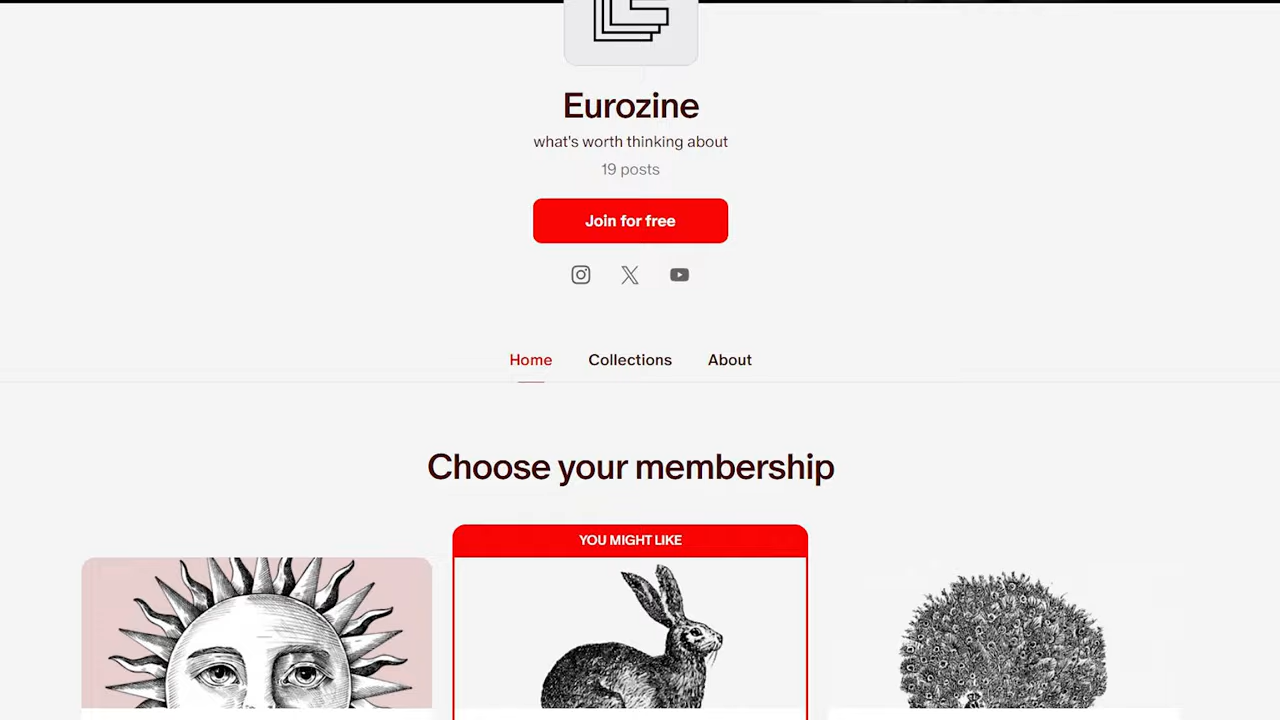 Eurozine
what's worth thinking about
19 posts
Join for free
Home Collections About
Choose your membership
YOU MIGHT LIKE